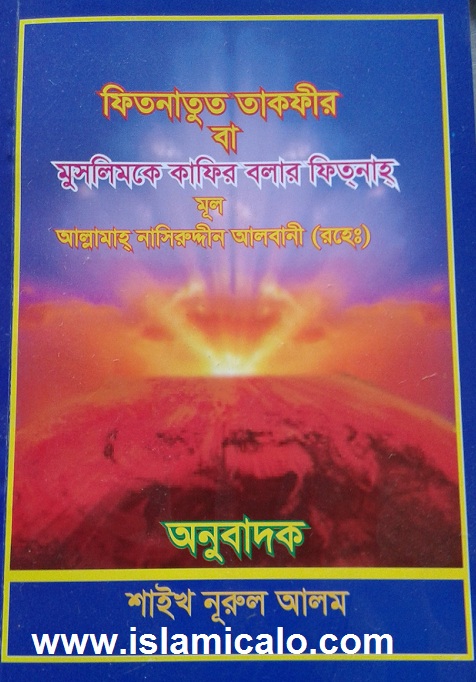 ফিতনাতুত তাকফীর
বা
মুসলিমকে কাফির বলার ফিত্নাহ্
মূল
আল্লামাহ্ নাসিরুদ্দীন আলবানী (রহেঃ)
অনুবাদক
শাইখ নূরুল আলম
www.islamicalo.com